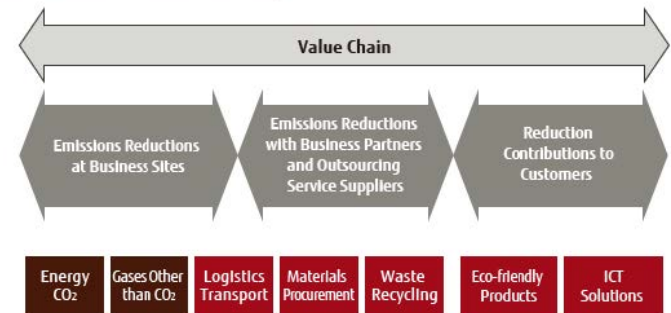 Value Chain
Emissions Reductions
at Business Sites
Emissions Reductions
with Business Partners
and Outsourcing
Service Suppliers
Reduction
Contributions to
Customers
Energy
CO₂
Gases Other
than CO₂
Logistics
Transport
Materials
Procurement
Waste
Recycling
Eco-friendly
Products
ICT
Solutions